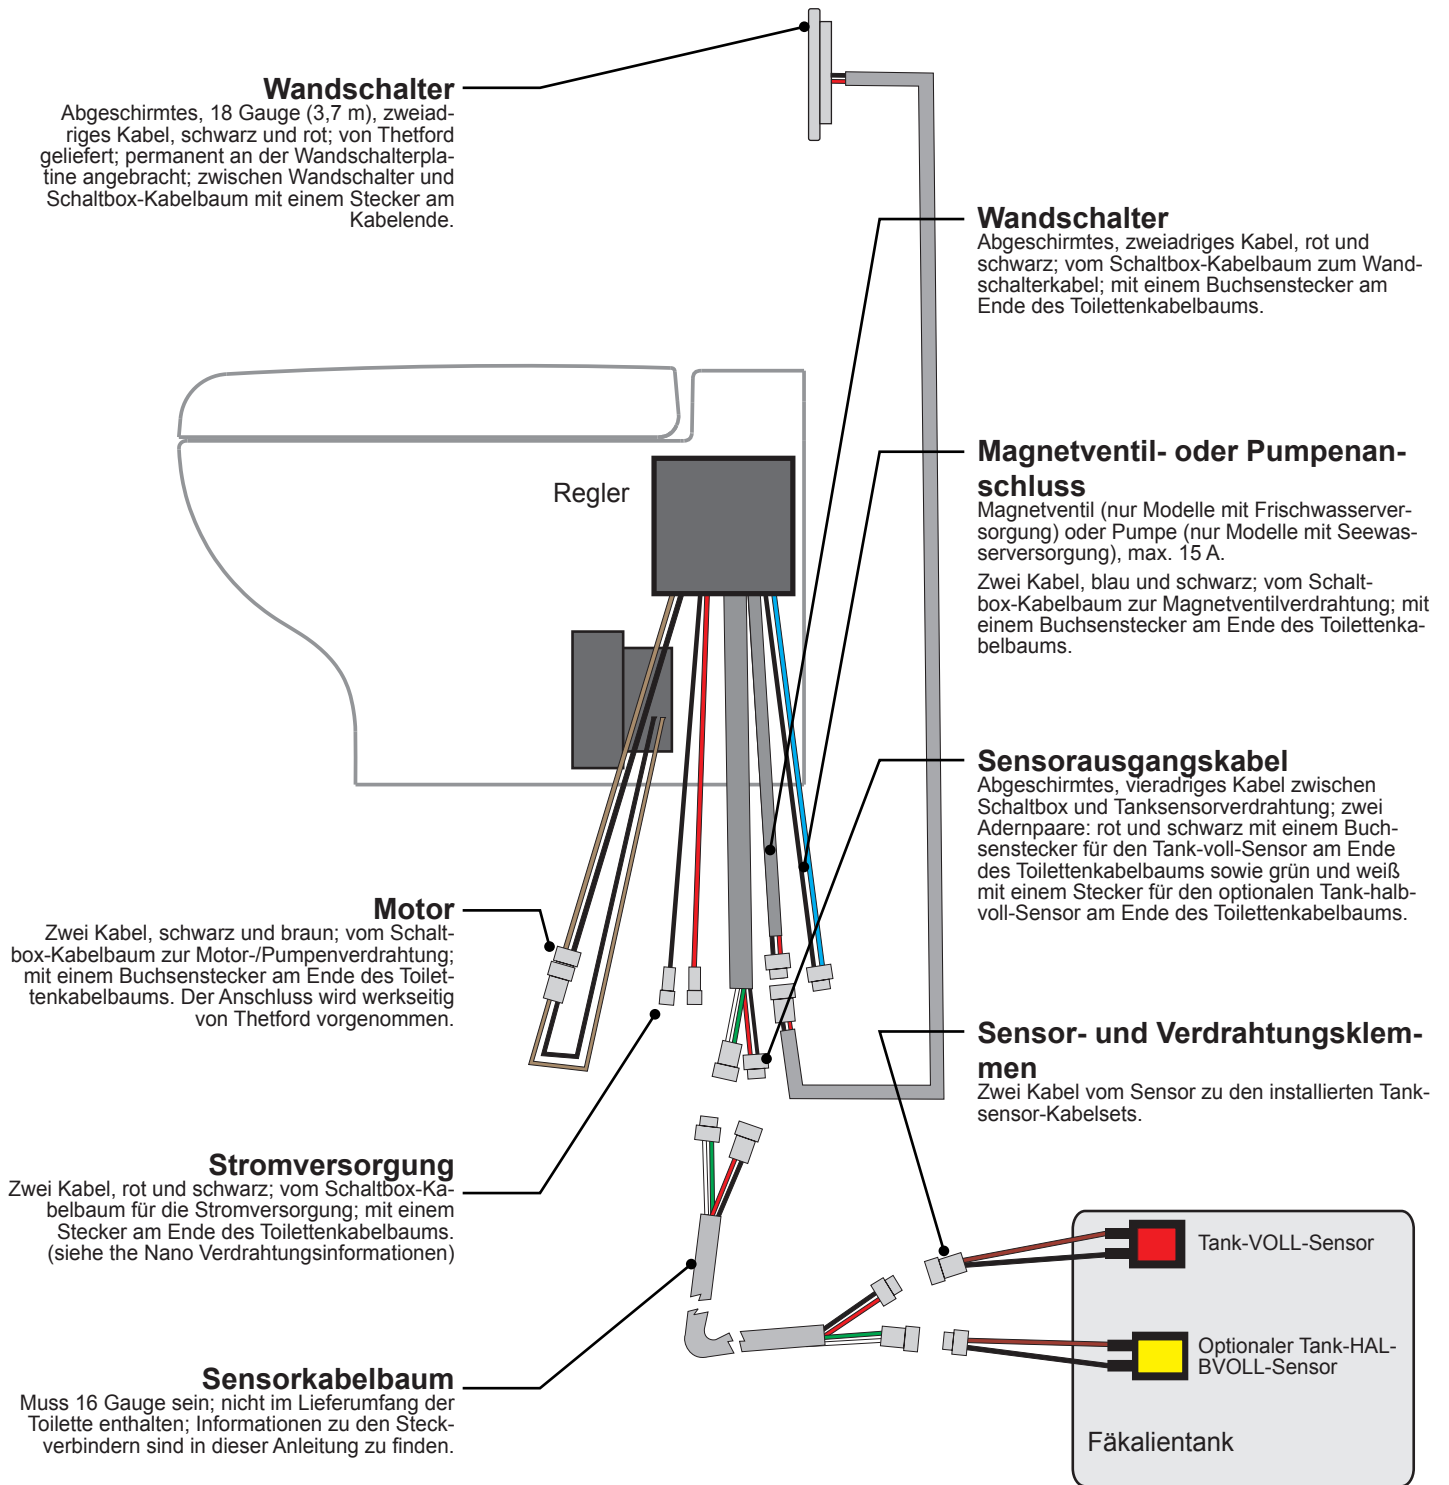 Wandschalter
Abgeschirmtes, 18 Gauge (3,7 m), zweiad-
riges Kabel, schwarz und rot; von Thetford
geliefert; permanent an der Wandschalterpla-
tine angebracht; zwischen Wandschalter und
Schaltbox-Kabelbaum mit einem Stecker am
Kabelende.
Wandschalter
Abgeschirmtes, zweiadriges Kabel, rot und
schwarz; vom Schaltbox-Kabelbaum zum Wand-
schalterkabel; mit einem Buchsenstecker am
Ende des Toilettenkabelbaums.
Regler
Magnetventil- oder Pumpenan-
schluss
Magnetventil (nur Modelle mit Frischwasserver-
sorgung) oder Pumpe (nur Modelle mit Seewas-
serversorgung), max. 15 A.
Zwei Kabel, blau und schwarz; vom Schalt-
box-Kabelbaum zur Magnetventilverdrahtung; mit
einem Buchsenstecker am Ende des Toilettenka-
belbaums.
Sensorausgangskabel
Abgeschirmtes, vieradriges Kabel zwischen
Schaltbox und Tanksensorverdrahtung; zwei
Adernpaare: rot und schwarz mit einem Buch-
senstecker für den Tank-voll-Sensor am Ende
des Toilettenkabelbaums sowie grün und weiß
mit einem Stecker für den optionalen Tank-halb-
voll-Sensor am Ende des Toilettenkabelbaums.
Motor
Zwei Kabel, schwarz und braun; vom Schalt-
box-Kabelbaum zur Motor-/Pumpenverdrahtung;
mit einem Buchsenstecker am Ende des Toilet-
tenkabelbaums. Der Anschluss wird werkseitig
von Thetford vorgenommen.
Sensor- und Verdrahtungsklem-
men
Zwei Kabel vom Sensor zu den installierten Tank-
sensor-Kabelsets.
Stromversorgung
Zwei Kabel, rot und schwarz; vom Schaltbox-Ka-
belbaum für die Stromversorgung; mit einem
Stecker am Ende des Toilettenkabelbaums.
(siehe the Nano Verdrahtungsinformationen)
Tank-VOLL-Sensor
Optionaler Tank-HAL-
BVOLL-Sensor
Fäkalientank
Sensorkabelbaum
Muss 16 Gauge sein; nicht im Lieferumfang der
Toilette enthalten; Informationen zu den Steck-
verbindern sind in dieser Anleitung zu finden.